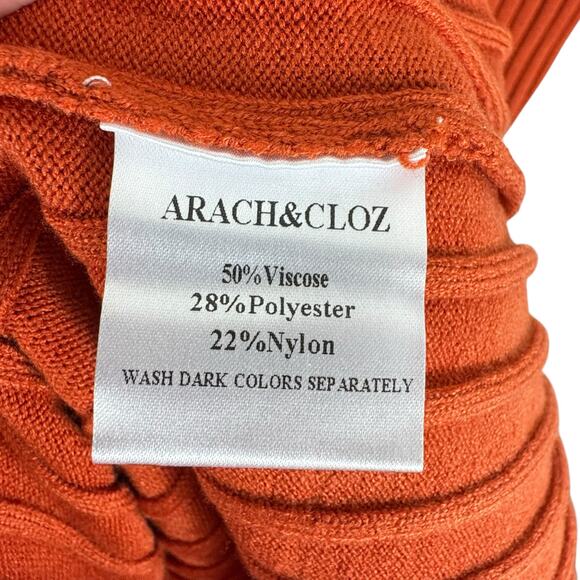 ARACH&CLOZ
50%Viscose
28%Polyester
22%Nylon
WASH DARK COLORS SEPARATELY